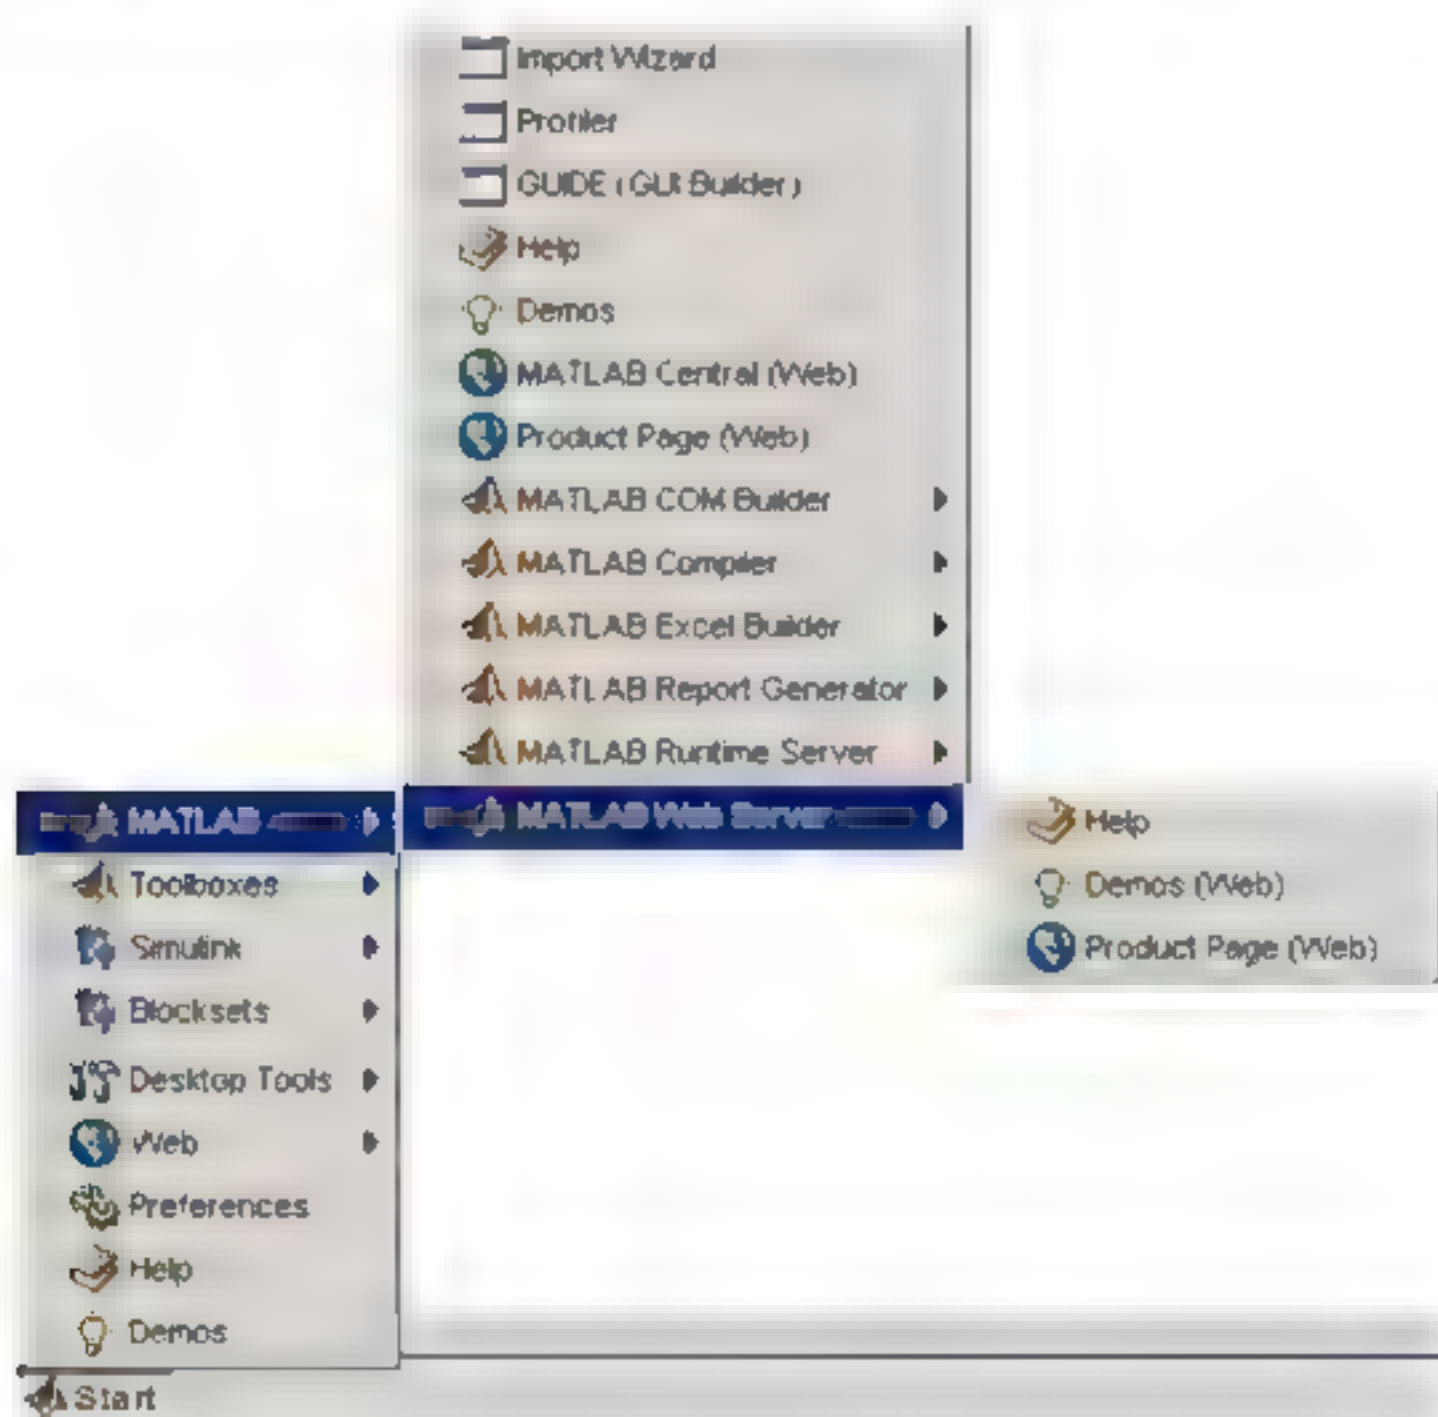 Import Wizard
Profiler
GUIDE (GUI Builder)
Help
Demos
MATLAB Central (Web)
Product Page (Web)
MATLAB COM Builder
MATLAB Compiler
MATLAB Excel Builder
MATLAB Report Generator
MATLAB Runtime Server
MATLAB Web Server
Help
Demos (Web)
Product Page (Web)
MATLAB
Toolboxes
Simulink
Blocksets
Desktop Tools
Web
Preferences
Help
Demos
Start